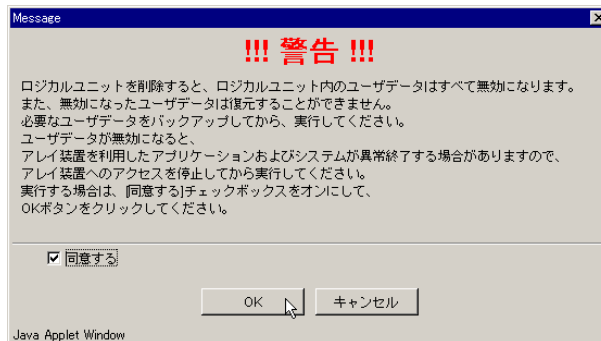 Message
!!! 警告 !!!
ロジカルユニットを削除すると、ロジカルユニット内のユーザデータはすべて無効になります。
また、無効になったユーザデータは復元することができません。
必要なユーザデータをバックアップしてから、実行してください。
ユーザデータが無効になると、
アレイ装置を利用したアプリケーションおよびシステムが異常終了する場合がありますので、
アレイ装置へのアクセスを停止してから実行してください。
実行する場合は、[同意する]チェックボックスをオンにして、
OKボタンをクリックしてください。
同意する
OK
キャンセル
Java Applet Window